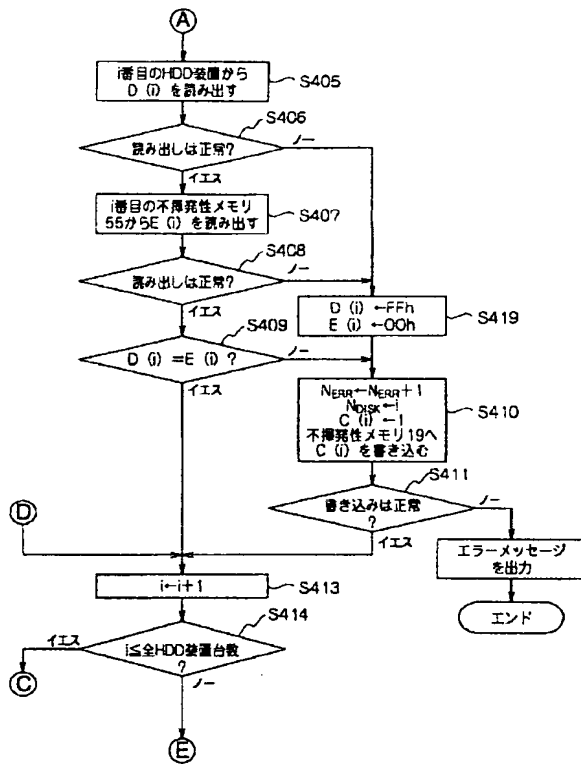 A
i番目のHDD装置から
D (i) を読み出す
S405
S406
読み出しは正常?
ノー
イエス
i番目の不揮発性メモリ
55からE (i) を読み出す
S407
S408
読み出しは正常?
ノー
イエス
D (i) ←FFh
E (i) ←00h
S419
S409
D (i) =E (i) ?
ノー
イエス
NERR←NERR+1
NDISK←i
C (i) ←1
不揮発性メモリ19へ
C (i) を書き込む
S410
S411
書き込みは正常
?
ノー
イエス
エラーメッセージ
を出力
エンド
D
i←i+1
S413
S414
i≦全HDD装置台数
?
イエス
ノー
C
E